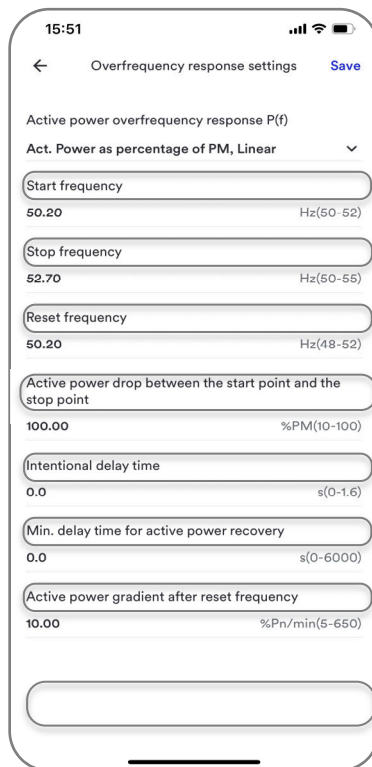 15:51
Overfrequency response settings Save
Active power overfrequency response P(f)
Act. Power as percentage of PM, Linear
Start frequency
50.20 Hz(50-52)
Stop frequency
52.70 Hz(50-55)
Reset frequency
50.20 Hz(48-52)
Active power drop between the start point and the
stop point
100.00 %PM(10-100)
Intentional delay time
0.0 s(0-1.6)
Min. delay time for active power recovery
0.0 s(0-6000)
Active power gradient after reset frequency
10.00 %Pn/min(5-650)